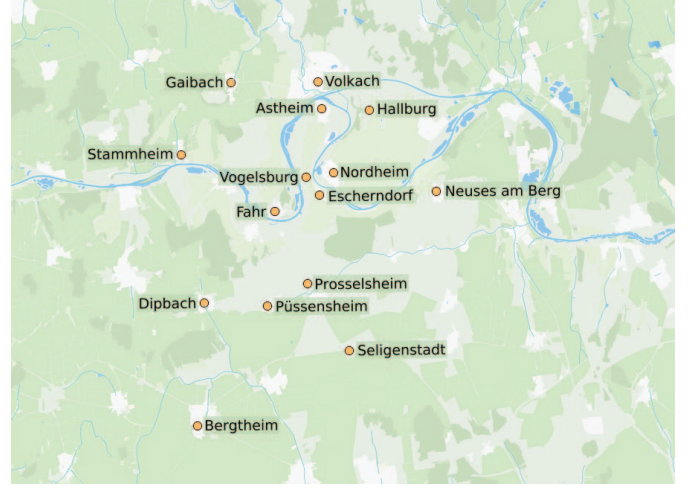 Gaibach
Volkach
Astheim
Hallburg
Stammheim
Vogelsburg
Nordheim
Escherndorf
Neuses am Berg
Fahr
Prosselsheim
Dipbach
Püssensheim
Seligenstadt
Bergtheim